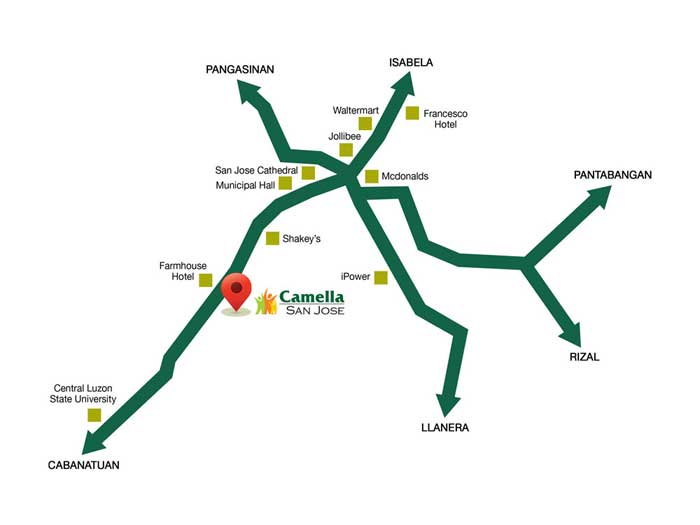 ISABELA
PANGASINAN
Waltermart
Francesco
Hotel
Jollibee
San Jose Cathedral
Municipal Hall
Mcdonalds
PANTABANGAN
Shakey's
Farmhouse
Hotel
iPower
Camella
SAN JOSE
RIZAL
Central Luzon
State University
LLANERA
CABANATUAN